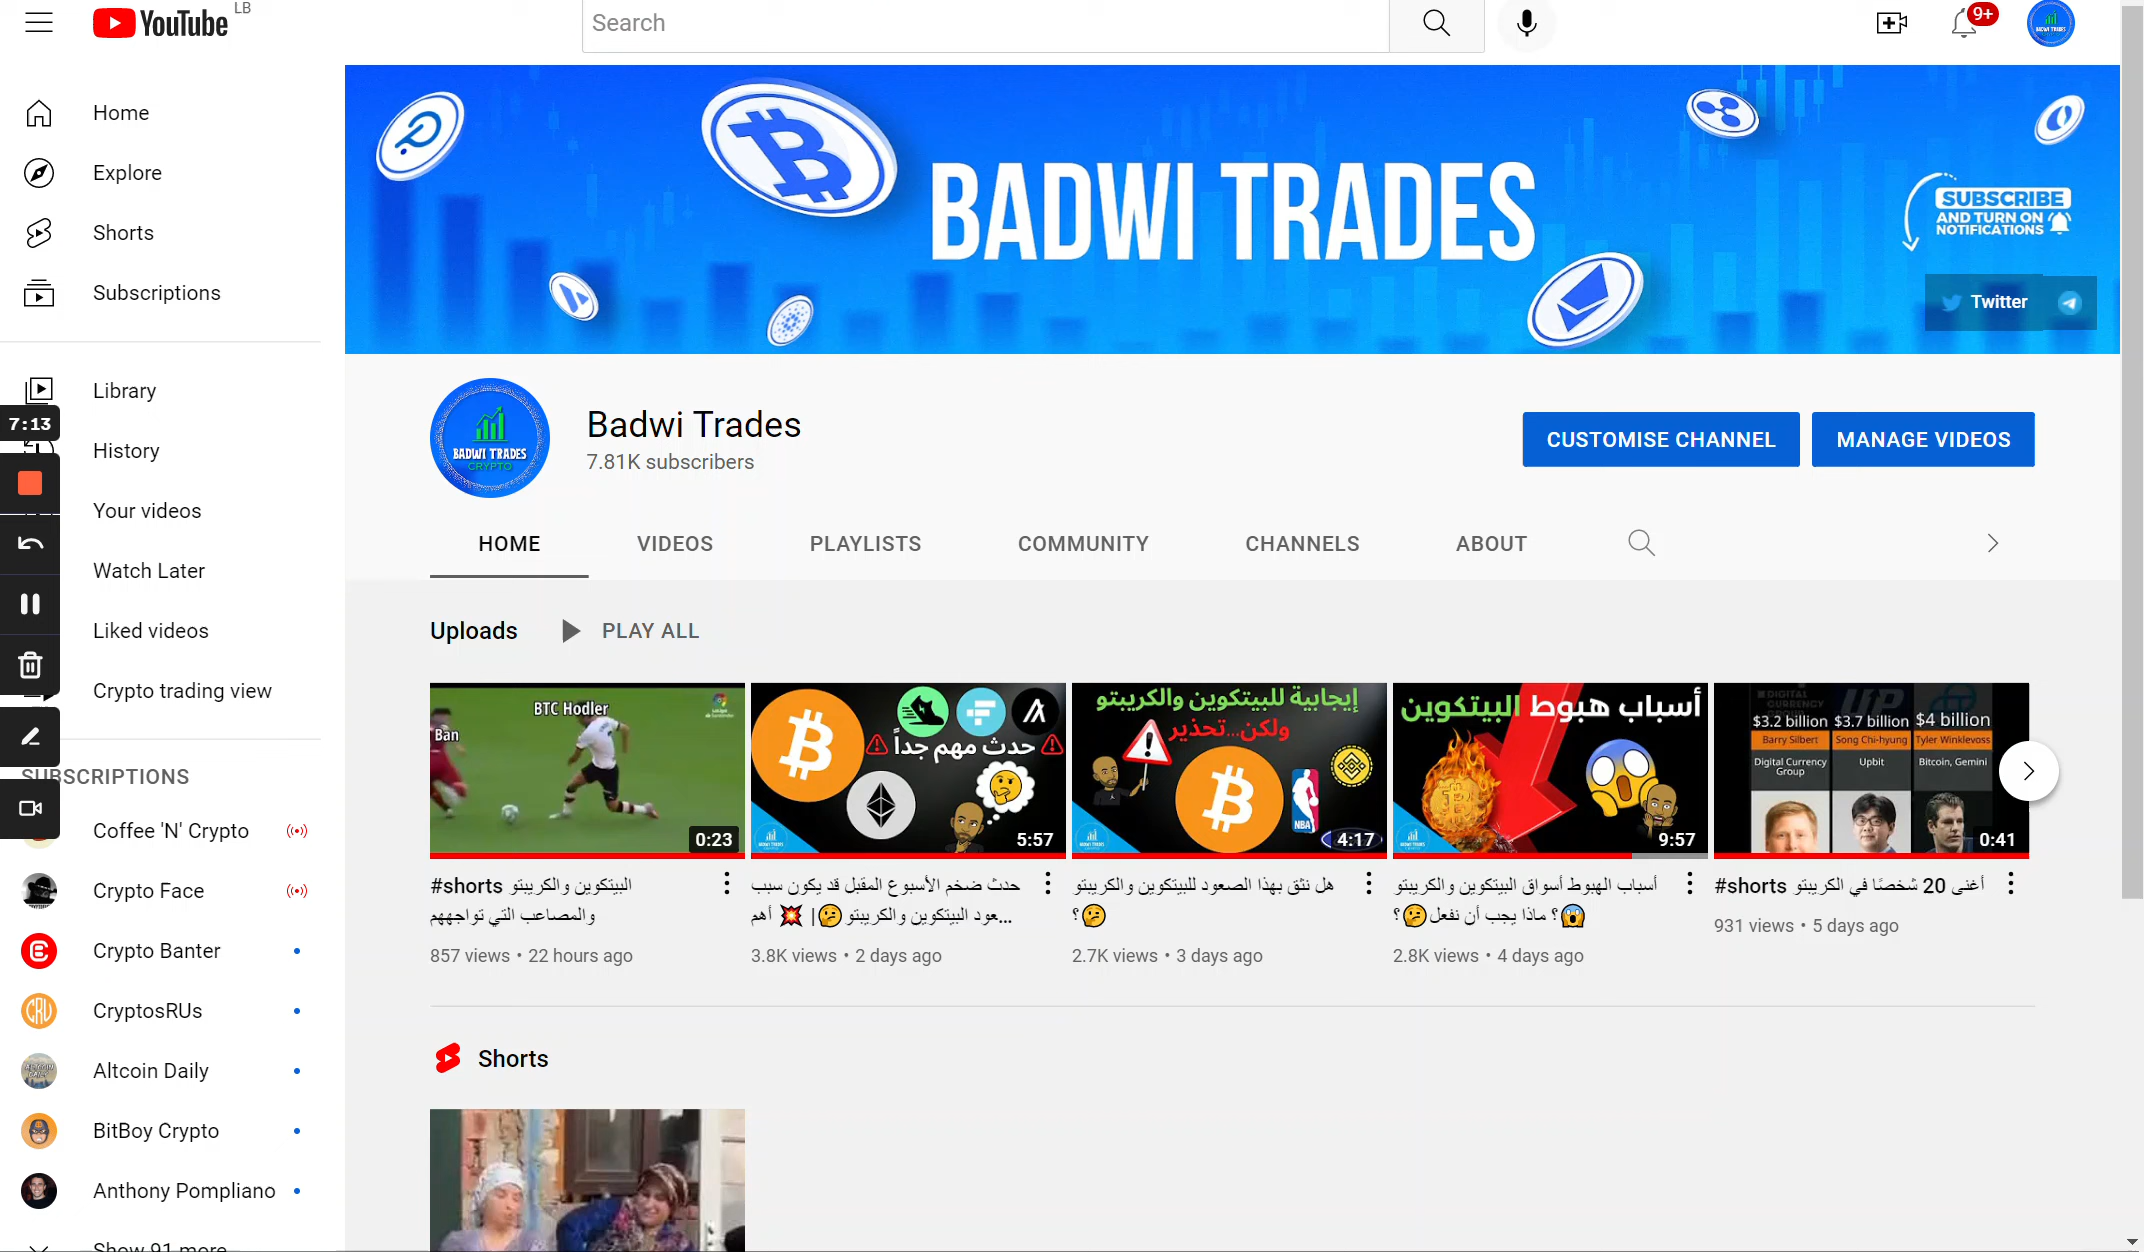 YouTube LB
Search
9+
Home
Explore
Shorts
Subscriptions
Library
7:13
History
Your videos
Watch Later
Liked videos
Crypto trading view
SUBSCRIPTIONS
Coffee 'N' Crypto
Crypto Face
Crypto Banter
CryptosRUs
Altcoin Daily
BitBoy Crypto
Anthony Pompliano
Show 91 more
BADWI TRADES
SUBSCRIBE
AND TURN ON
NOTIFICATIONS
Twitter
BADWI TRADES
CRYPTO
Badwi Trades
7.81K subscribers
CUSTOMISE CHANNEL
MANAGE VIDEOS
HOME
VIDEOS
PLAYLISTS
COMMUNITY
CHANNELS
ABOUT
Uploads
PLAY ALL
BTC Hodler
Ban
0:23
#shorts البيتكوين والكريبتو
والمصاعب التي تواجههم
857 views • 22 hours ago
حدث مهم جداً
5:57
حدث ضخم الأسبوع المقبل قد يكون سبب
...عود البيتكوين والكريبتو🤔| 💥 أهم
3.8K views • 2 days ago
إيجابية للبيتكوين والكريبتو
ولكن...تحذير
NBA
4:17
هل نثق بهذا الصعود للبيتكوين والكريبتو
🤔؟
2.7K views • 3 days ago
أسباب هبوط البيتكوين
9:57
أسباب الهبوط أسواق البيتكوين والكريبتو
😱؟ ماذا يجب أن نفعل🤔؟
2.8K views • 4 days ago
DIGITAL
CURRENCY
GROUP
UP
$3.2 billion $3.7 billion $4 billion
Barry Silbert Song Chi-hyung Tyler Winklevoss
Digital Currency Group
Upbit
Bitcoin, Gemini
0:41
#shorts أغنى 20 شخصًا في الكريبتو
931 views • 5 days ago
Shorts